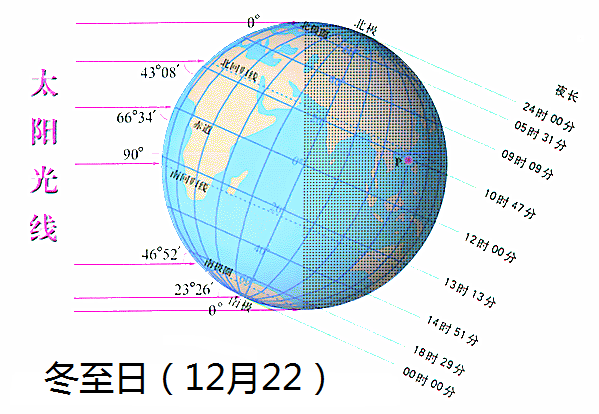 0°
北极
北极圈
43°08′
北回归线
太阳光线
66°34′
赤道
0°
90°
P
南回归线
20°
40
46°52′
南极圈
60
23°26′
南极
0°
夜长
24时00分
05时31分
09时09分
10时47分
12时00分
13时13分
14时51分
18时29分
00时00分
冬至日（12月22）